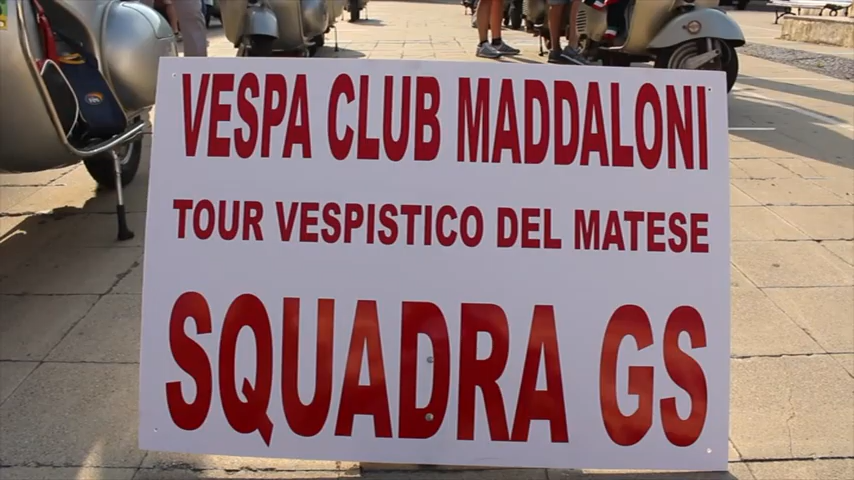 VESPA CLUB MADDALONI
TOUR VESPISTICO DEL MATESE
SQUADRA GS